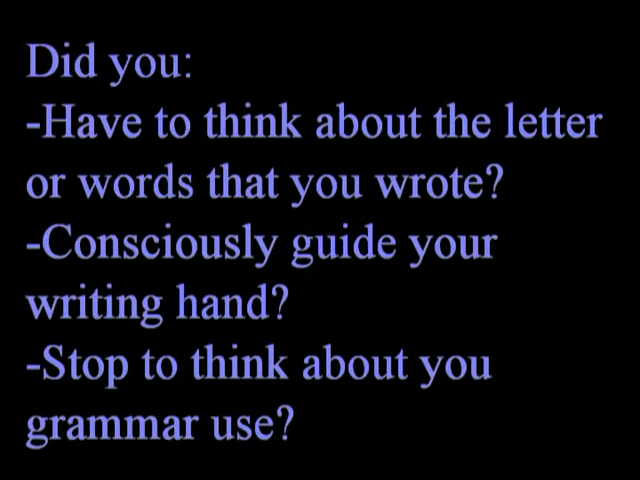 Did you:
-Have to think about the letter
or words that you wrote?
-Consciously guide your
writing hand?
-Stop to think about you
grammar use?